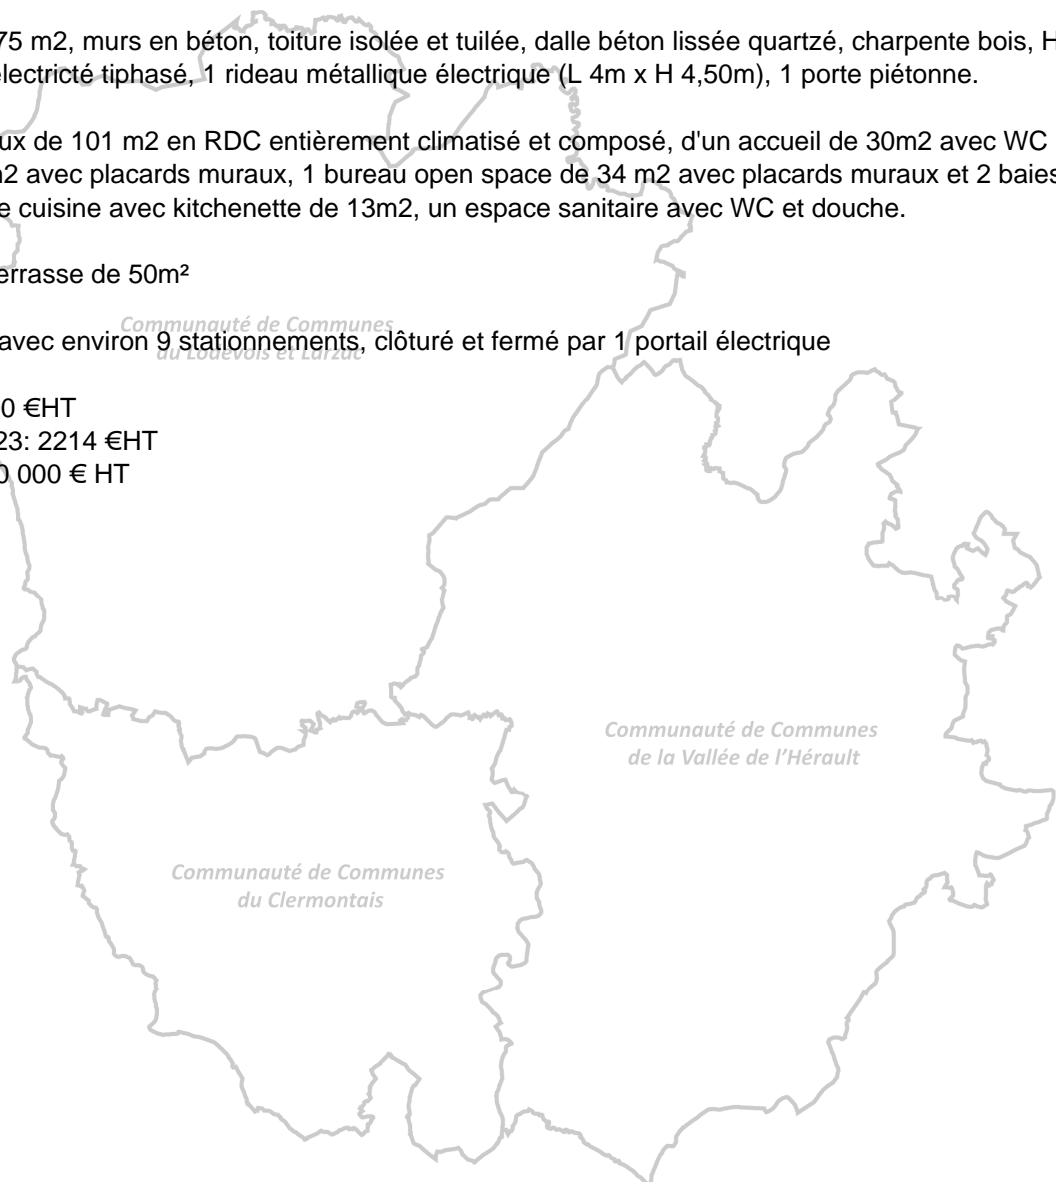 75 m2, murs en béton, toiture isolée et tuilée, dalle béton lissée quartzé, charpente bois, H
électricté tiphasé, 1 rideau métallique électrique (L 4m x H 4,50m), 1 porte piétonne.
ux de 101 m2 en RDC entièrement climatisé et composé, d'un accueil de 30m2 avec WC
m2 avec placards muraux, 1 bureau open space de 34 m2 avec placards muraux et 2 baies
e cuisine avec kitchenette de 13m2, un espace sanitaire avec WC et douche.
errasse de 50m²
Communauté de Communes
du Lodévois et Larzac
avec environ 9 stationnements, clôturé et fermé par 1 portail électrique
0 €HT
23: 2214 €HT
0 000 € HT
Communauté de Communes
de la Vallée de l'Hérault
Communauté de Communes
du Clermontais